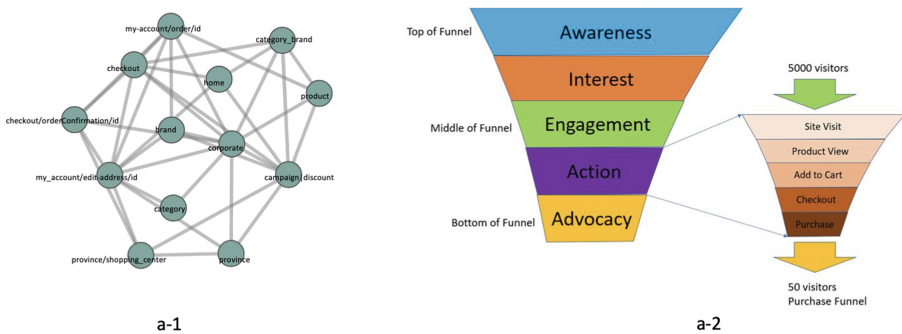 my-account/order/id
category_brand
checkout
home
product
checkout/orderConfirmation/id
brand
corporate
my_account/edit-address/id
campaign/discount
category
province/shopping_center
province
a-1
Top of Funnel
Awareness
Interest
Middle of Funnel
Engagement
Action
Bottom of Funnel
Advocacy
5000 visitors
Site Visit
Product View
Add to Cart
Checkout
Purchase
50 visitors
Purchase Funnel
a-2